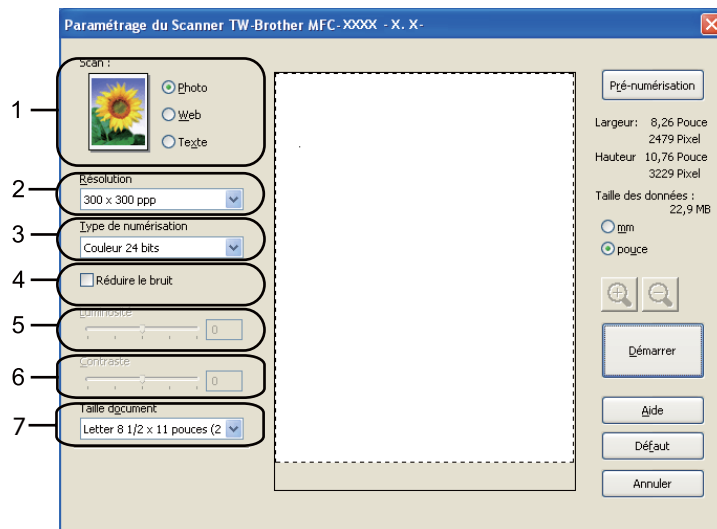 Paramétrage du Scanner TW-Brother MFC-XXXX - X. X-
1
Scan :
Photo
Web
Texte
2
Résolution
300 x 300 ppp
3
Type de numérisation
Couleur 24 bits
4
Réduire le bruit
5
Luminosité
0
6
Contraste
0
7
Taille document
Letter 8 1/2 x 11 pouces (2
Pré-numérisation
Largeur: 8,26 Pouce
2479 Pixel
Hauteur 10,76 Pouce
3229 Pixel
Taille des données :
22,9 MB
mm
pouce
Démarrer
Aide
Défaut
Annuler